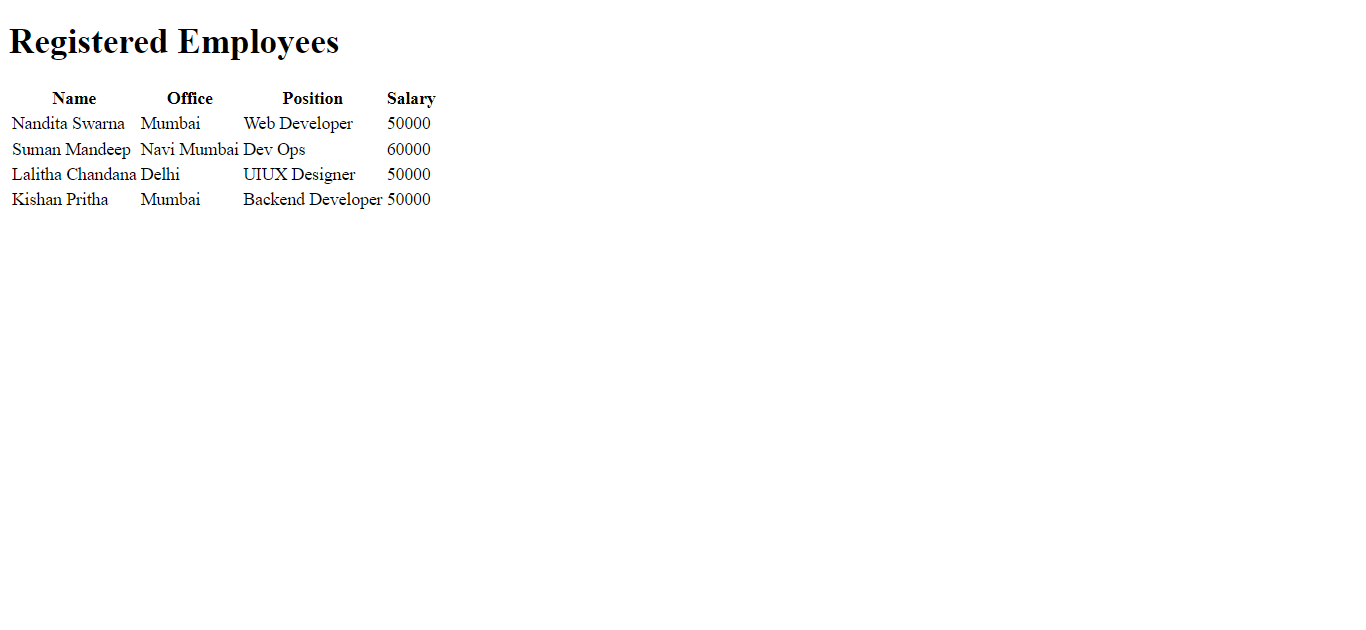 Registered Employees
Name Office Position Salary
Nandita Swarna Mumbai Web Developer 50000
Suman Mandeep Navi Mumbai Dev Ops 60000
Lalitha Chandana Delhi UIUX Designer 50000
Kishan Pritha Mumbai Backend Developer 50000